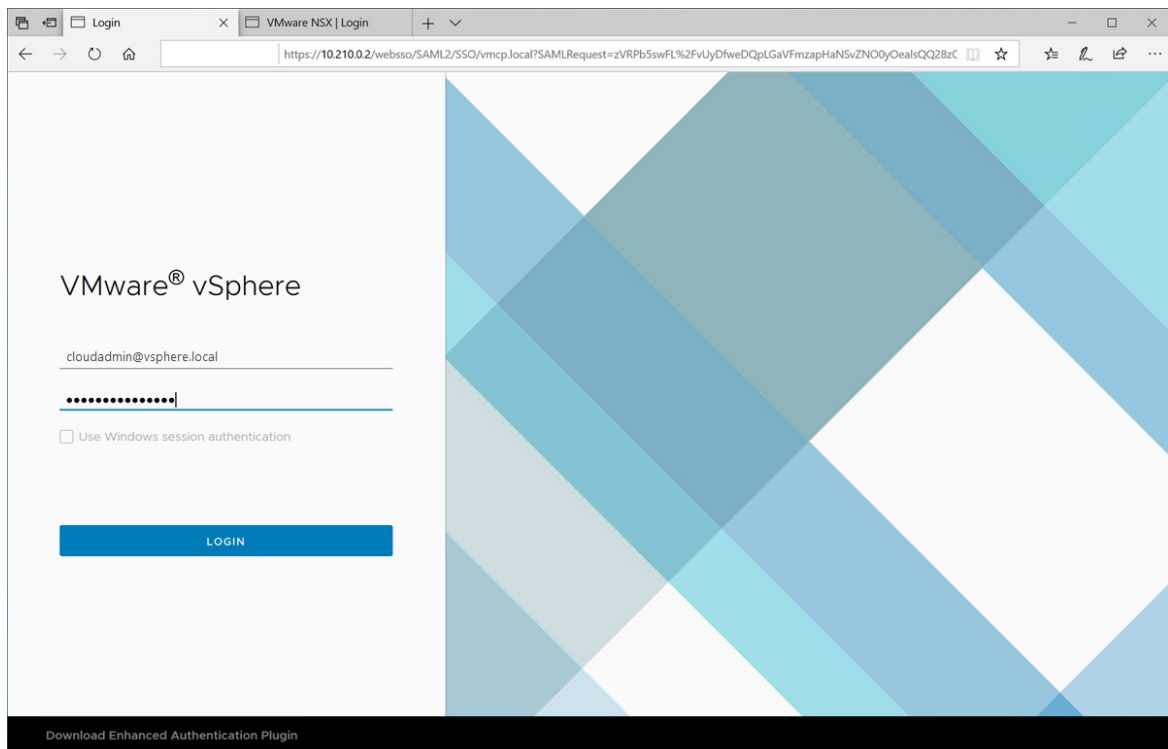 Login
VMware NSX | Login
https://10.210.0.2/websso/SAML2/SSO/vmcp.local?SAMLRequest=zVRPb5swFL%2FvUyDfweDQpLGaVFmzapHaNSvZNO0yOealsQQ28zC
VMware® vSphere
cloudadmin@vsphere.local
Use Windows session authentication
LOGIN
Download Enhanced Authentication Plugin